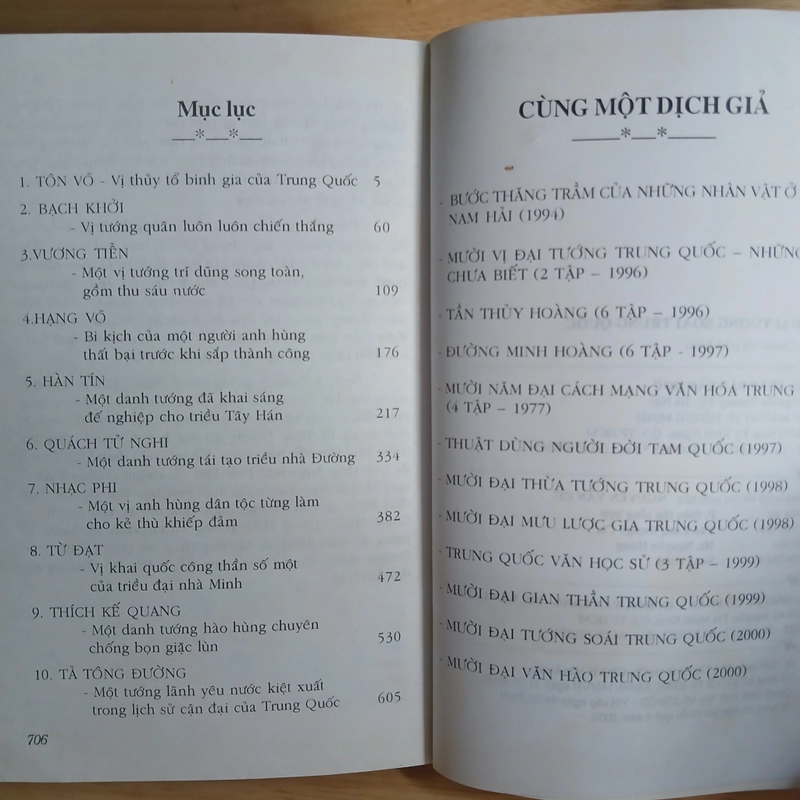 Mục lục
__*__*__
1. TÔN VÕ - Vị thủy tổ binh gia của Trung Quốc 5
2. BẠCH KHỞI
- Vị tướng quân luôn luôn chiến thắng 60
3.VƯƠNG TIỄN
- Một vị tướng trí dũng song toàn,
gồm thu sáu nước 109
4.HẠNG VÕ
- Bi kịch của một người anh hùng
thất bại trước khi sắp thành công 176
5. HÀN TÍN
- Một danh tướng đã khai sáng
đế nghiệp cho triều Tây Hán 217
6. QUÁCH TỬ NGHI
- Một danh tướng tái tạo triều nhà Đường 334
7. NHẠC PHI
- Một vị anh hùng dân tộc từng làm
cho kẻ thù khiếp đảm 382
8. TỪ ĐẠT
- Vị khai quốc công thần số một
của triều đại nhà Minh 472
9. THÍCH KẾ QUANG
- Một danh tướng hào hùng chuyên
chống bọn giặc lùn 530
10. TẢ TÔNG ĐƯỜNG
- Một tướng lãnh yêu nước kiệt xuất
trong lịch sử cận đại của Trung Quốc 605
706
CÙNG MỘT DỊCH GIẢ
____*__*____
- BƯỚC THĂNG TRẦM CỦA NHỮNG NHÂN VẬT Ở
NAM HẢI (1994)
- MƯỜI VỊ ĐẠI TƯỚNG TRUNG QUỐC – NHỮNG
CHƯA BIẾT (2 TẬP – 1996)
- TẦN THỦY HOÀNG (6 TẬP – 1996)
- ĐƯỜNG MINH HOÀNG (6 TẬP - 1997)
- MƯỜI NĂM ĐẠI CÁCH MẠNG VĂN HÓA TRUNG
(4 TẬP – 1977)
- THUẬT DÙNG NGƯỜI ĐỜI TAM QUỐC (1997)
- MƯỜI ĐẠI THỪA TƯỚNG TRUNG QUỐC (1998)
- MƯỜI ĐẠI MƯU LƯỢC GIA TRUNG QUỐC (1998)
- TRUNG QUỐC VĂN HỌC SỬ (3 TẬP – 1999)
- MƯỜI ĐẠI GIAN THẦN TRUNG QUỐC (1999)
- MƯỜI ĐẠI TƯỚNG SOÁI TRUNG QUỐC (2000)
- MƯỜI ĐẠI VĂN HÀO TRUNG QUỐC (2000)